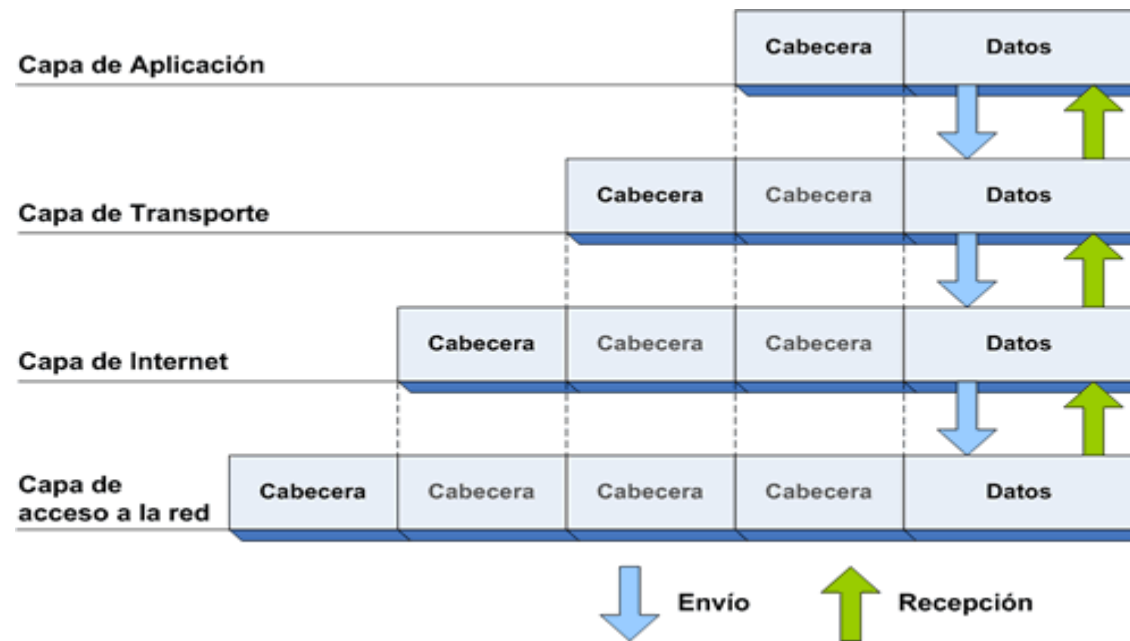 Cabecera Datos
Capa de Aplicación
Cabecera Cabecera Datos
Capa de Transporte
Cabecera Cabecera Cabecera Datos
Capa de Internet
Capa de
acceso a la red
Cabecera Cabecera Cabecera Cabecera Datos
Envío Recepción